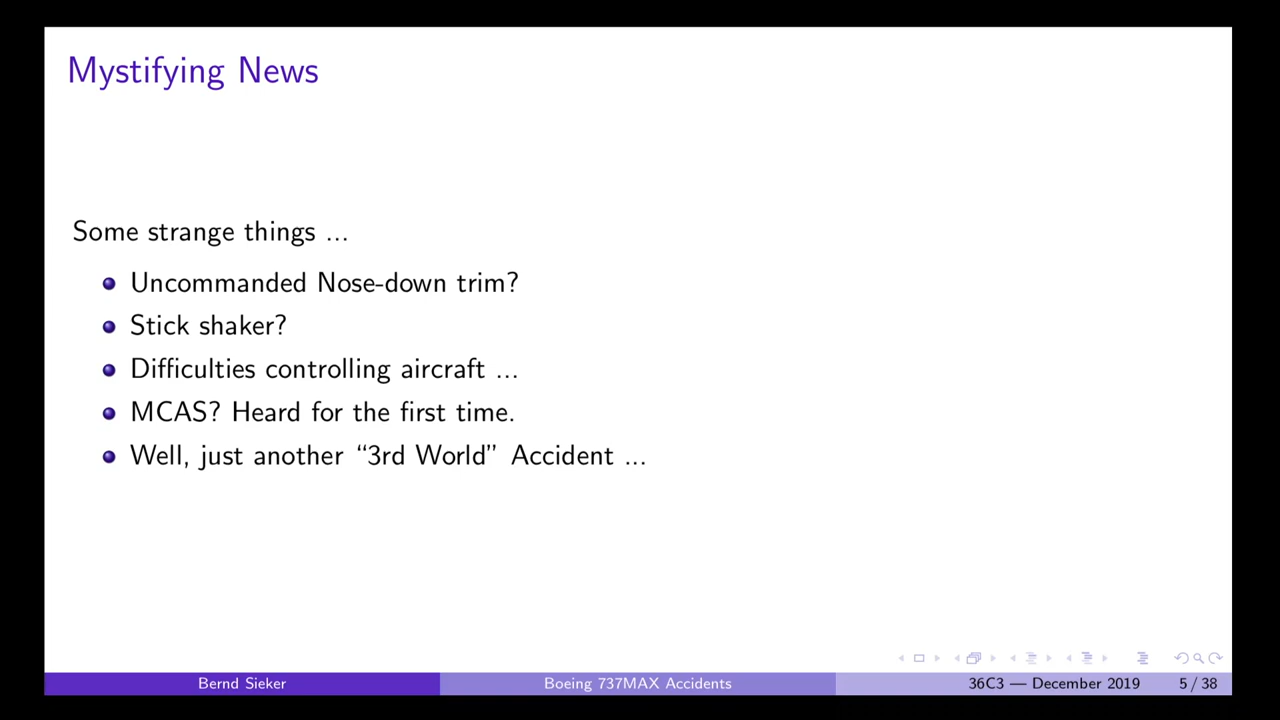 Mystifying News
Some strange things ...
Uncommanded Nose-down trim?
Stick shaker?
Difficulties controlling aircraft ...
MCAS? Heard for the first time.
Well, just another “3rd World” Accident ...
Bernd Sieker
Boeing 737MAX Accidents
36C3 — December 2019
5 / 38